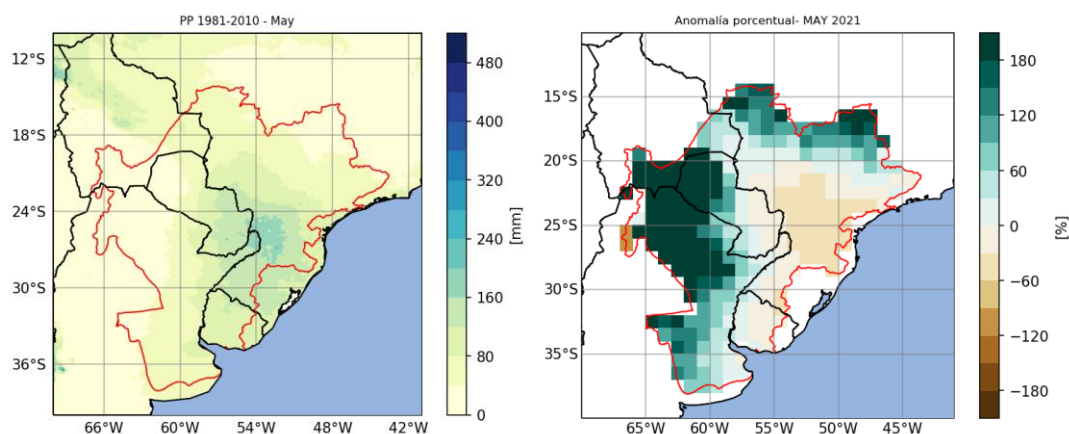 PP 1981-2010 - May
12°S
18°S
24°S
30°S
36°S
66°W 60°W 54°W 48°W 42°W
480
400
320
240
160
80
0
[mm]
Anomalía porcentual- MAY 2021
15°S
20°S
25°S
30°S
35°S
65°W 60°W 55°W 50°W 45°W
180
120
60
0
−60
−120
−180
[%]